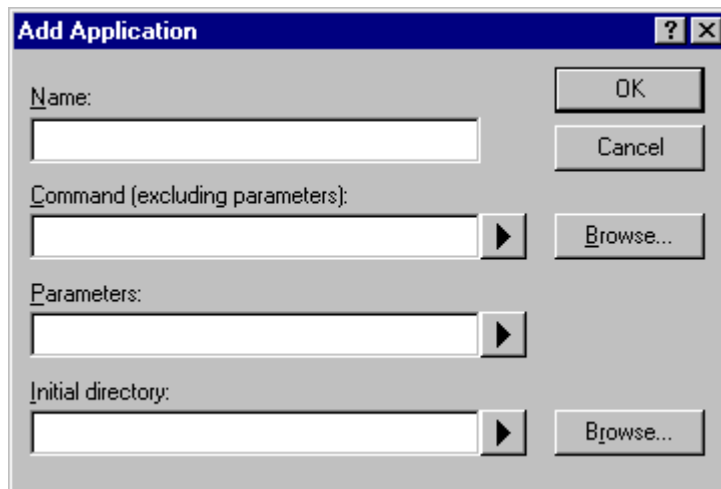 Add Application
Name:
OK
Cancel
Command (excluding parameters):
Browse...
Parameters:
Initial directory:
Browse...